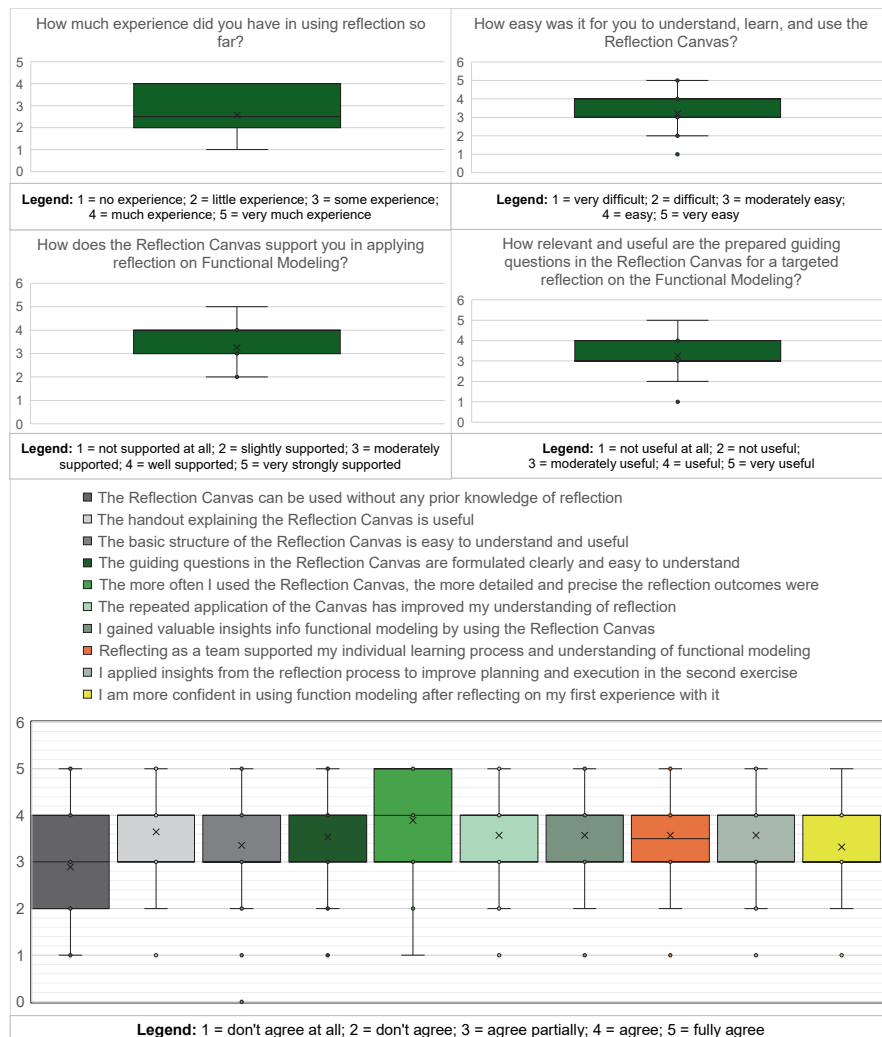 How much experience did you have in using reflection so
far?
5
4
3
2
1
0
Legend: 1 = no experience; 2 = little experience; 3 = some experience;
4 = much experience; 5 = very much experience
How easy was it for you to understand, learn, and use the
Reflection Canvas?
6
5
4
3
2
1
0
Legend: 1 = very difficult; 2 = difficult; 3 = moderately easy;
4 = easy; 5 = very easy
How does the Reflection Canvas support you in applying
reflection on Functional Modeling?
6
5
4
3
2
1
0
Legend: 1 = not supported at all; 2 = slightly supported; 3 = moderately
supported; 4 = well supported; 5 = very strongly supported
How relevant and useful are the prepared guiding
questions in the Reflection Canvas for a targeted
reflection on the Functional Modeling?
6
5
4
3
2
1
0
Legend: 1 = not useful at all; 2 = not useful;
3 = moderately useful; 4 = useful; 5 = very useful
The Reflection Canvas can be used without any prior knowledge of reflection
The handout explaining the Reflection Canvas is useful
The basic structure of the Reflection Canvas is easy to understand and useful
The guiding questions in the Reflection Canvas are formulated clearly and easy to understand
The more often I used the Reflection Canvas, the more detailed and precise the reflection outcomes were
The repeated application of the Canvas has improved my understanding of reflection
I gained valuable insights info functional modeling by using the Reflection Canvas
Reflecting as a team supported my individual learning process and understanding of functional modeling
I applied insights from the reflection process to improve planning and execution in the second exercise
I am more confident in using function modeling after reflecting on my first experience with it
6
5
4
3
2
1
0
Legend: 1 = don't agree at all; 2 = don't agree; 3 = agree partially; 4 = agree; 5 = fully agree